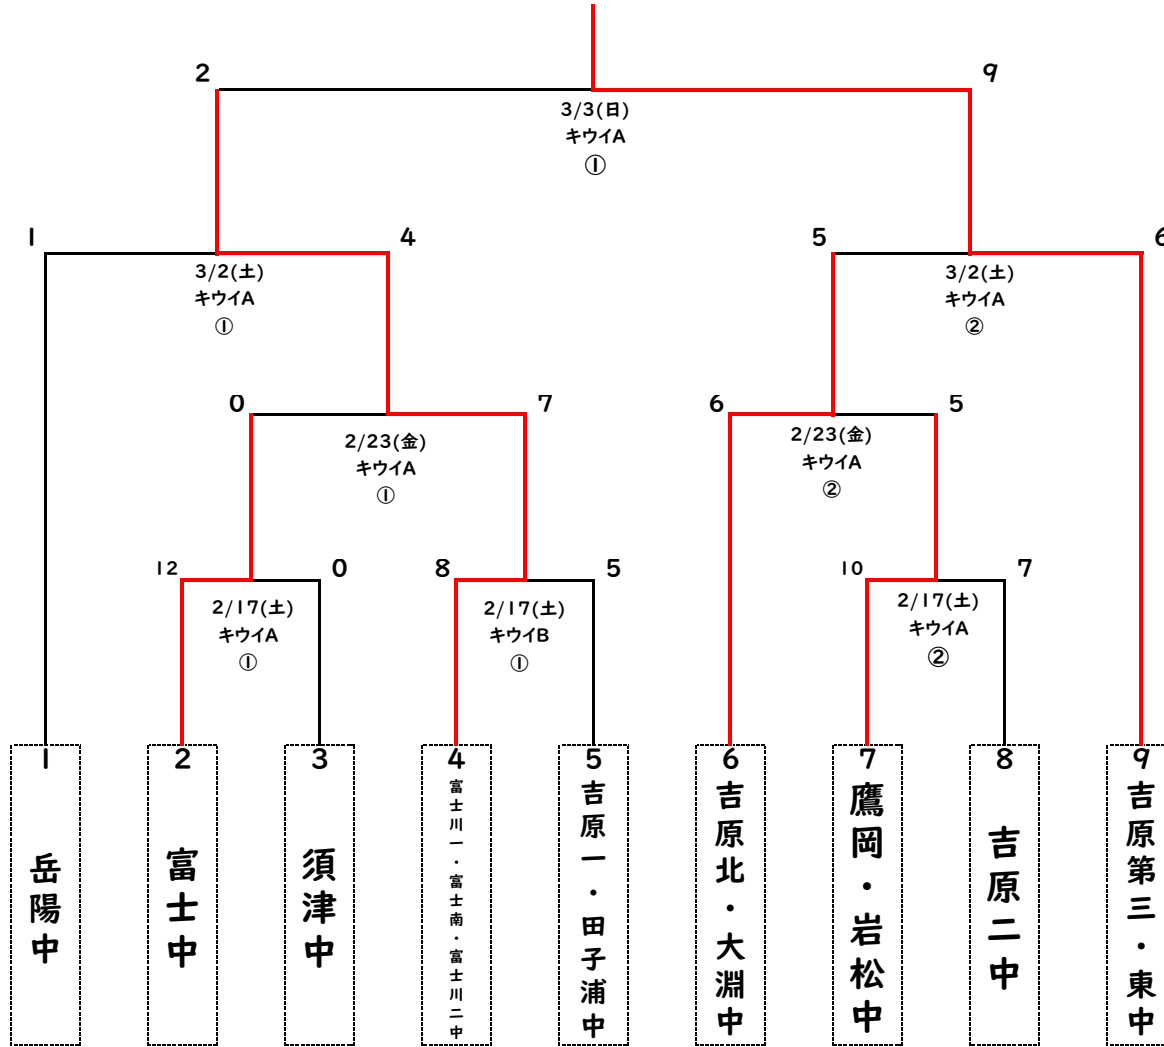 2
9
3/3(日)
キウイA
①
1
4
5
6
3/2(土)
キウイA
①
3/2(土)
キウイA
②
0
7
6
5
2/23(金)
キウイA
①
2/23(金)
キウイA
②
12
0
8
5
10
7
2/17(土)
キウイA
①
2/17(土)
キウイB
①
2/17(土)
キウイA
②
1
岳陽中
2
富士中
3
須津中
4
富士川一・富士南・富士川二中
5
吉原一・田子浦中
6
吉原北・大淵中
7
鷹岡・岩松中
8
吉原二中
9
吉原第三・東中